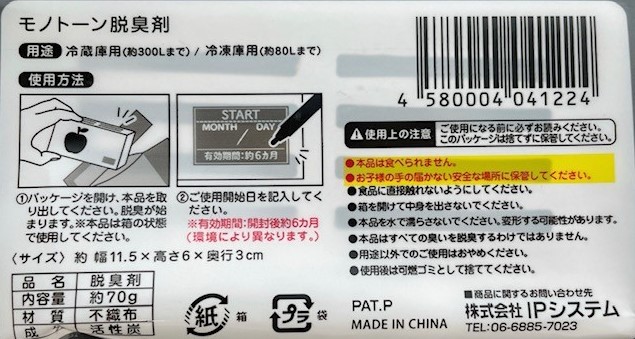 モノトーン脱臭剤
用途 冷蔵庫用(約300Lまで) / 冷凍庫用(約80Lまで)
使用方法
START
MONTH / DAY
有効期間:約6カ月
①パッケージを開け、本品を取
り出してください。脱臭が始
まります。※本品は箱の状態
で使用してください。
②ご使用開始日を記入してく
ださい。
※有効期間:開封後約6カ月
(環境により異なります。)
〈サイズ〉約 幅11.5×高さ6×奥行3cm
品名 脱臭剤
内容量 約70g
材質 不織布
成 活性炭
紙 箱
プラ 袋
4 580004 041224
使用上の注意 ご使用になる前に必ずお読みください。
このパッケージは捨てずに保管してください。
●本品は食べられません。
●お子様の手の届かない安全な場所に保管してください。
●食品に直接触れないようにしてください。
●箱を開けて中身を出さないでください。
●本品を水で濡らさないでください。変形する可能性があります。
●本品はすべての臭いを脱臭するわけではありません。
●用途以外でのご使用はおやめください。
●使用後は可燃ゴミとして捨ててください。
PAT.P
MADE IN CHINA
■商品に関するお問い合わせ先
株式会社 IPシステム
TEL:06-6885-7023